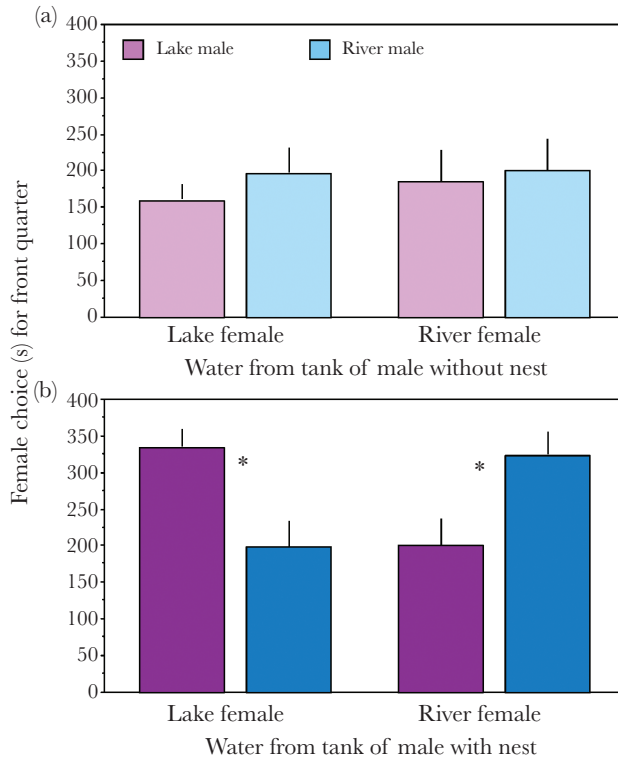 (a)
400
350
300
250
200
150
100
50
0
Lake male
River male
Lake female
River female
Water from tank of male without nest
Female choice (s) for front quarter
(b)
400
350
300
250
200
150
100
50
0
*
*
Lake female
River female
Water from tank of male with nest